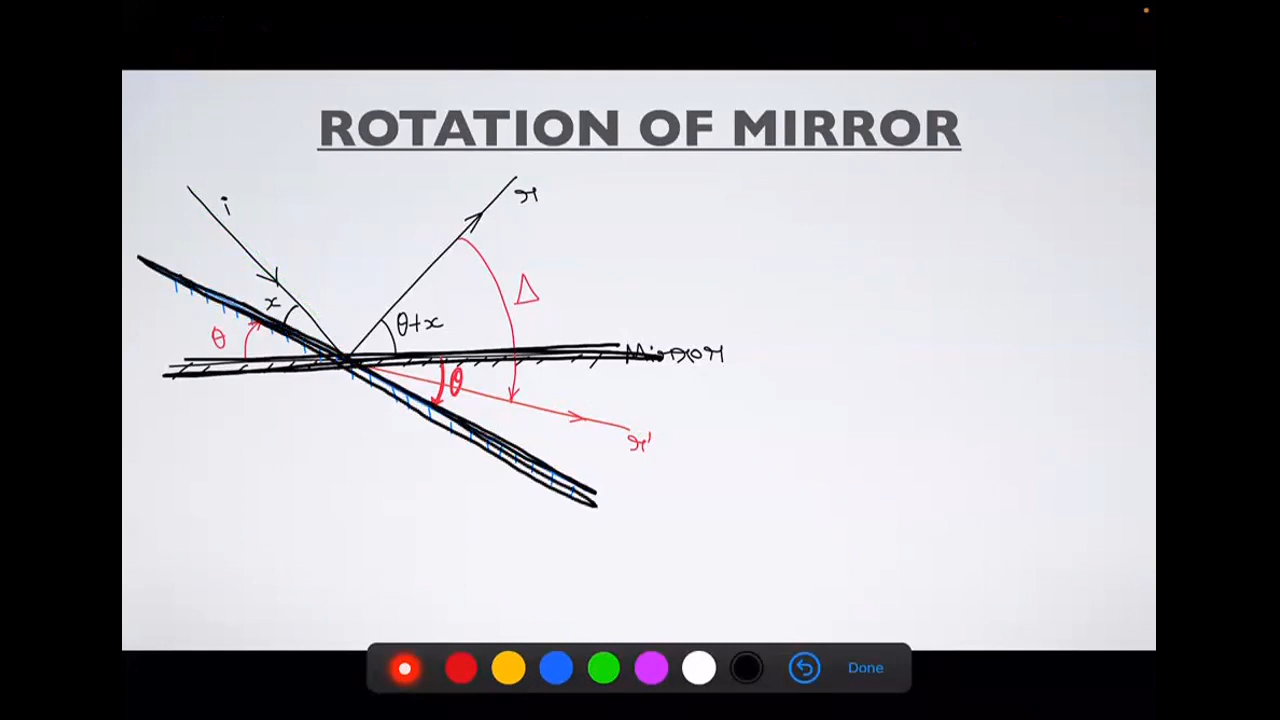 ROTATION OF MIRROR
i
r
x
Δ
θ
θ+x
Mirror
θ
r'
Done